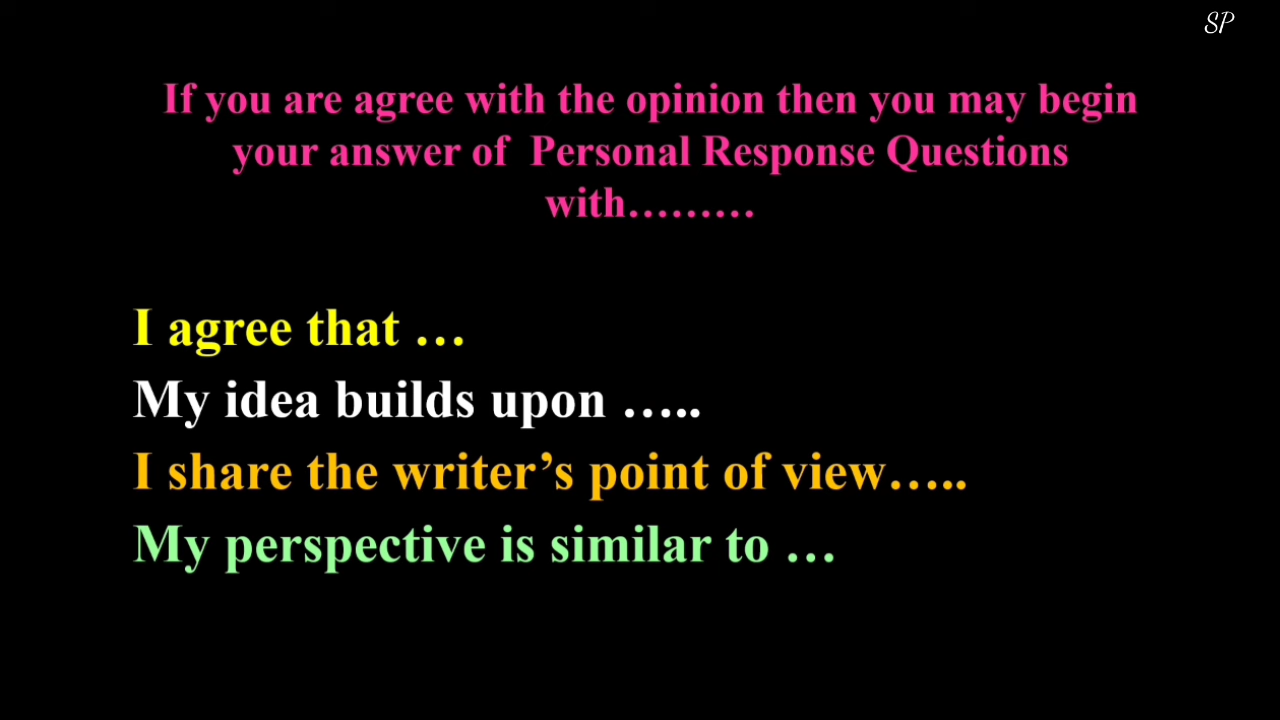 SP
If you are agree with the opinion then you may begin
your answer of Personal Response Questions
with………
I agree that …
My idea builds upon …..
I share the writer’s point of view…..
My perspective is similar to …